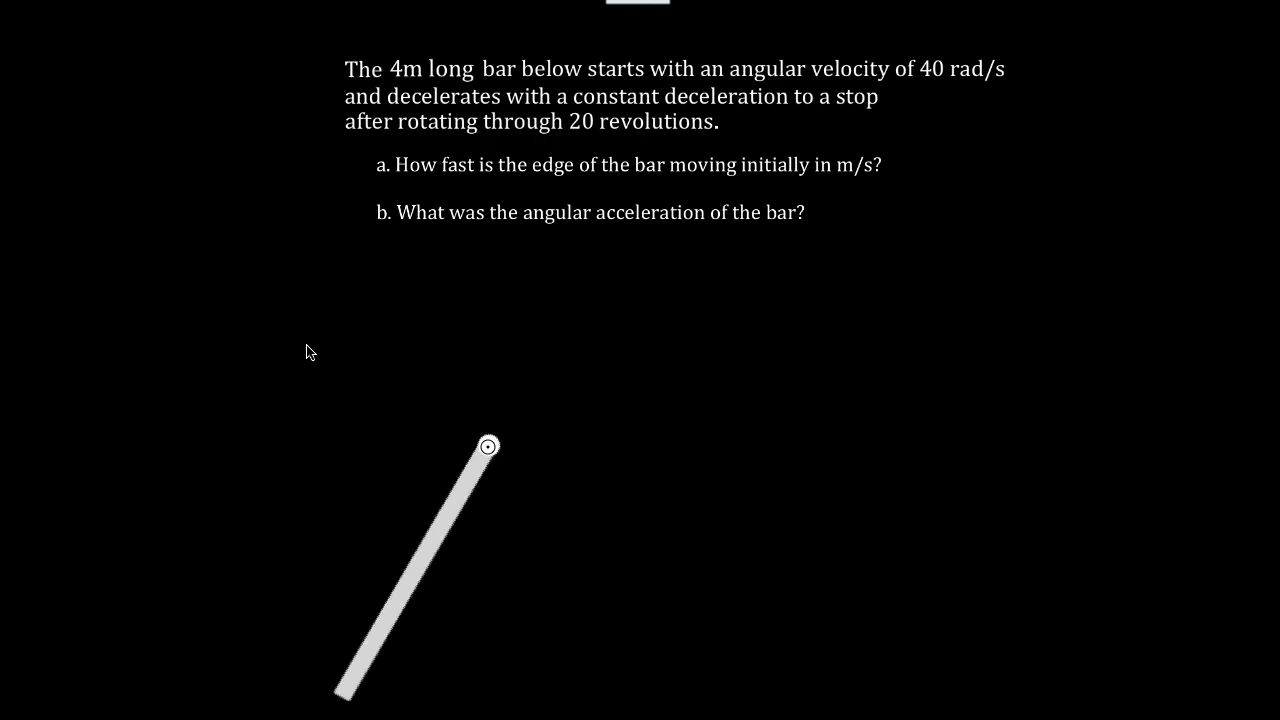 The 4m long bar below starts with an angular velocity of 40 rad/s
and decelerates with a constant deceleration to a stop
after rotating through 20 revolutions.
a. How fast is the edge of the bar moving initially in m/s?
b. What was the angular acceleration of the bar?